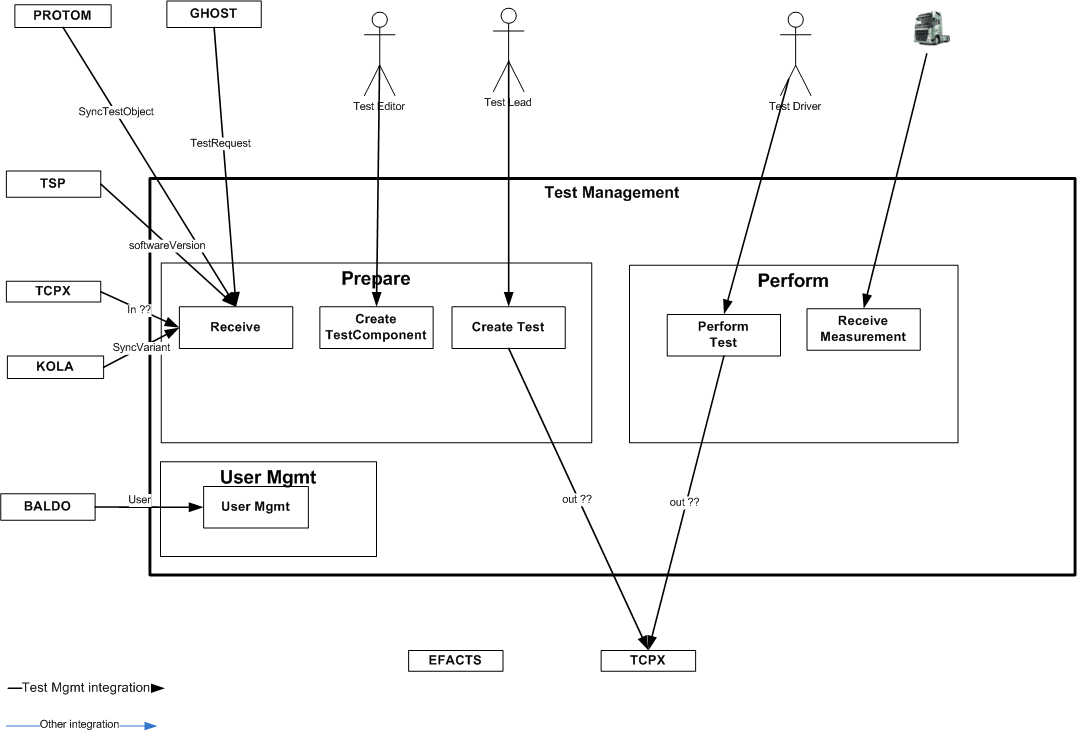 PROTOM
GHOST
Test Editor
Test Lead
Test Driver
SyncTestObject
TestRequest
TSP
Test Management
softwareVersion
Prepare
Perform
TCPX
In ??
Receive
Create
TestComponent
Create Test
Perform
Test
Receive
Measurement
SyncVariant
KOLA
User Mgmt
BALDO
User
User Mgmt
out ??
out ??
EFACTS
TCPX
Test Mgmt integration
Other integration